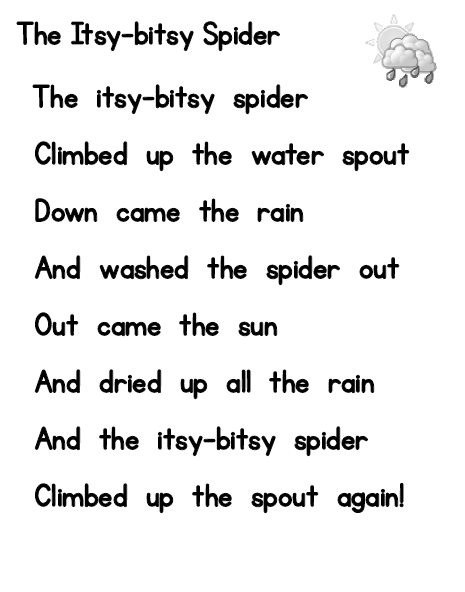 The Itsy-bitsy Spider
The itsy-bitsy spider
Climbed up the water spout
Down came the rain
And washed the spider out
Out came the sun
And dried up all the rain
And the itsy-bitsy spider
Climbed up the spout again!